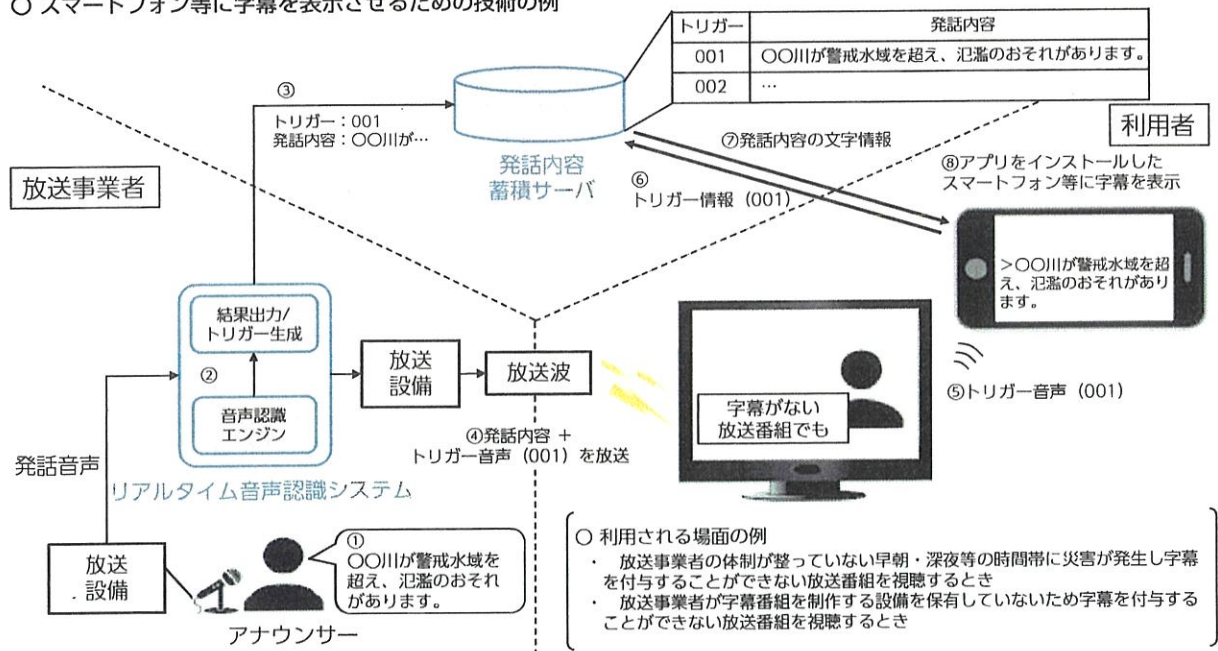 ○ スマートフォン等に字幕を表示させるための技術の例
トリガー 発話内容
001 〇〇川が警戒水域を超え、氾濫のおそれがあります。
002 …
③
トリガー：001
発話内容：〇〇川が…
発話内容
蓄積サーバ
⑦発話内容の文字情報
⑥
トリガー情報（001）
利用者
⑧アプリをインストールした
スマートフォン等に字幕を表示
放送事業者
＞〇〇川が警戒水域を超
え、氾濫のおそれがあり
ます。
結果出力/
トリガー生成
②
音声認識
エンジン
リアルタイム音声認識システム
放送
設備
放送波
④発話内容 ＋
トリガー音声（001）を放送
字幕がない
放送番組でも
⑤トリガー音声（001）
発話音声
放送
設備
①
〇〇川が警戒水域を
超え、氾濫のおそれ
があります。
アナウンサー
○ 利用される場面の例
・ 放送事業者の体制が整っていない早朝・深夜等の時間帯に災害が発生し字幕
を付与することができない放送番組を視聴するとき
・ 放送事業者が字幕番組を制作する設備を保有していないため字幕を付与する
ことができない放送番組を視聴するとき